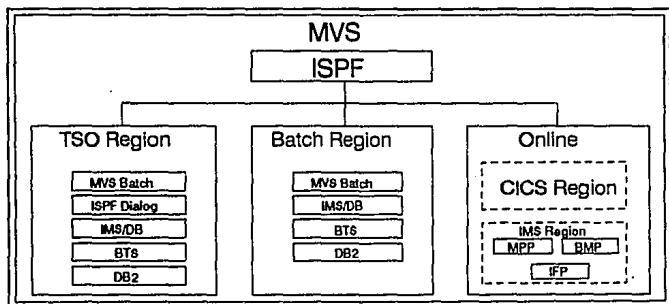 MVS
ISPF
TSO Region
MVS Batch
ISPF Dialog
IMS/DB
BTS
DB2
Batch Region
MVS Batch
IMS/DB
BTS
DB2
Online
CICS Region
IMS Region
MPP BMP
IFP